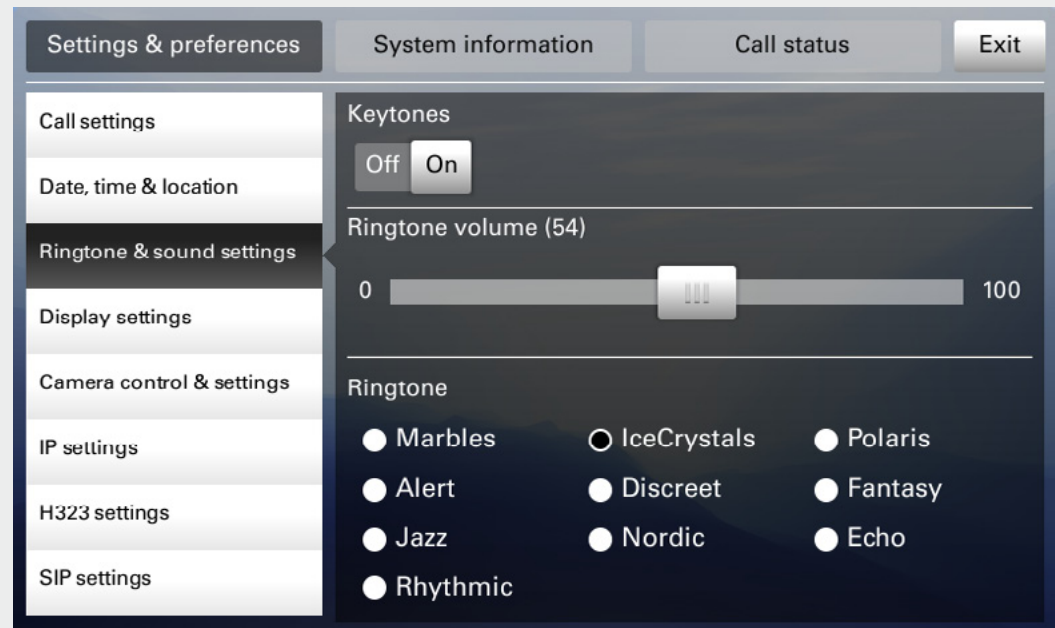 Settings & preferences System information Call status Exit
Call settings
Date, time & location
Ringtone & sound settings
Display settings
Camera control & settings
IP settings
H323 settings
SIP settings
Keytones
Off On
Ringtone volume (54)
0 100
Ringtone
Marbles IceCrystals Polaris
Alert Discreet Fantasy
Jazz Nordic Echo
Rhythmic